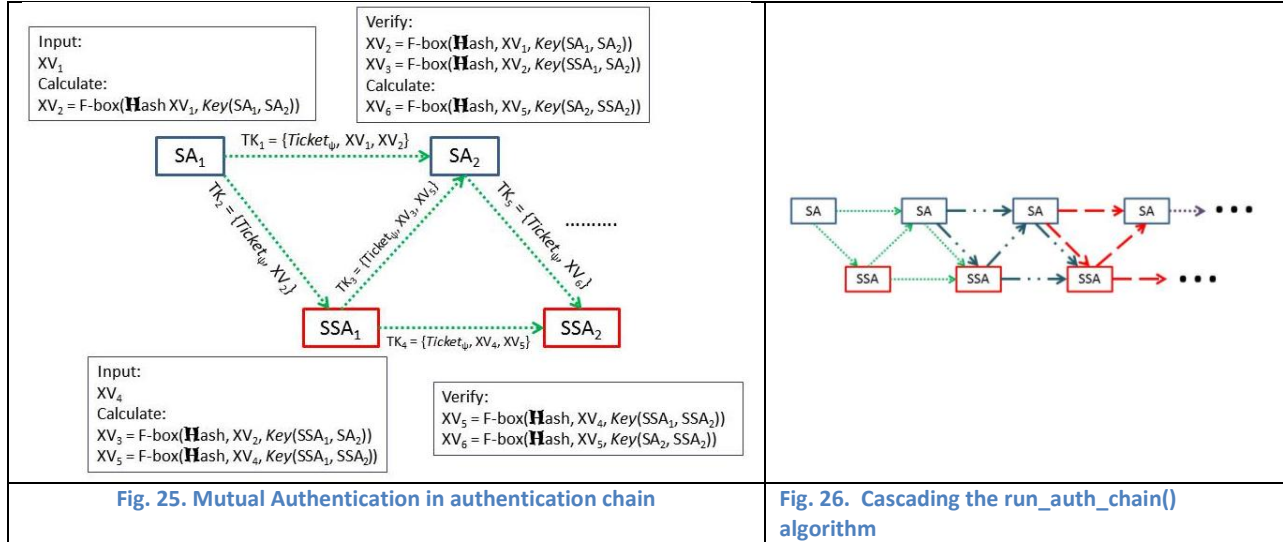 Input:
XV₁
Calculate:
XV₂ = F-box(Hash XV₁, Key(SA₁, SA₂))
Verify:
XV₂ = F-box(Hash, XV₁, Key(SA₁, SA₂))
XV₃ = F-box(Hash, XV₂, Key(SSA₁, SA₂))
Calculate:
XV₆ = F-box(Hash, XV₅, Key(SA₂, SSA₂))
SA₁
TK₁ = {Ticketψ, XV₁, XV₂}
SA₂
TK₂ = {Ticketψ, XV₂}
TK₃ = {Ticketψ, XV₃, XV₅}
TK₅ = {Ticketψ, XV₆}
..........
SSA₁
TK₄ = {Ticketψ, XV₄, XV₅}
SSA₂
Input:
XV₄
Calculate:
XV₃ = F-box(Hash, XV₂, Key(SSA₁, SA₂))
XV₅ = F-box(Hash, XV₄, Key(SSA₁, SSA₂))
Verify:
XV₅ = F-box(Hash, XV₄, Key(SSA₁, SSA₂))
XV₆ = F-box(Hash, XV₅, Key(SA₂, SSA₂))
Fig. 25. Mutual Authentication in authentication chain
SA
SA
SA
SA
• • •
SSA
SSA
SSA
• • •
Fig. 26. Cascading the run_auth_chain()
algorithm